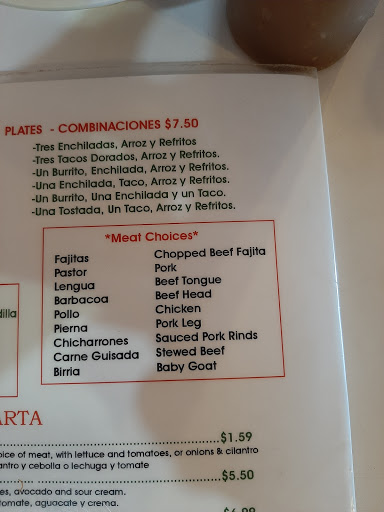 PLATES - COMBINACIONES $7.50
-Tres Enchiladas, Arroz y Refritos
-Tres Tacos Dorados, Arroz y Refritos.
-Un Burrito, Enchilada, Arroz y Refritos.
-Una Enchilada, Taco, Arroz y Refritos.
-Un Burrito, Una Enchilada y un Taco.
-Una Tostada, Un Taco, Arroz y Refritos.
*Meat Choices*
Fajitas Chopped Beef Fajita
Pastor Pork
Lengua Beef Tongue
Barbacoa Beef Head
Pollo Chicken
Pierna Pork Leg
Chicharrones Sauced Pork Rinds
Carne Guisada Stewed Beef
Birria Baby Goat
dilla
ARTA
$1.59
oice of meat, with lettuce and tomatoes, or onions & cilantro
antro y cebolla o lechuga y tomate
$5.50
es, avocado and sour cream.
tomate, aguacate y crema.